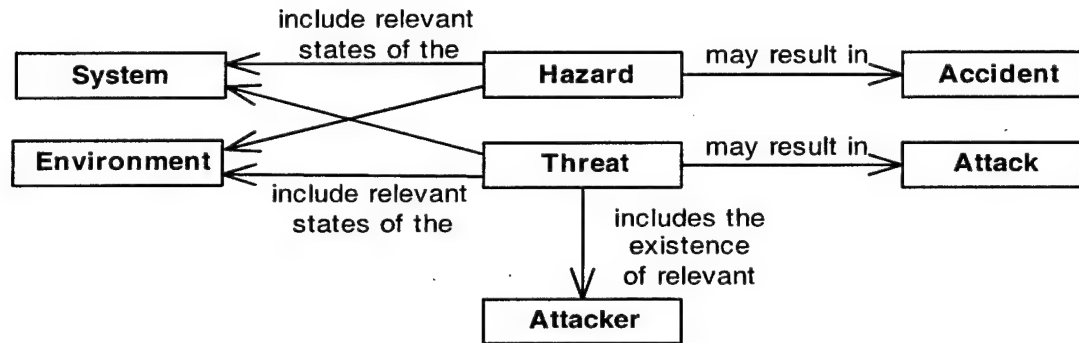 include relevant
states of the
System
Hazard
may result in
Accident
Environment
Threat
may result in
Attack
include relevant
states of the
includes the
existence
of relevant
Attacker